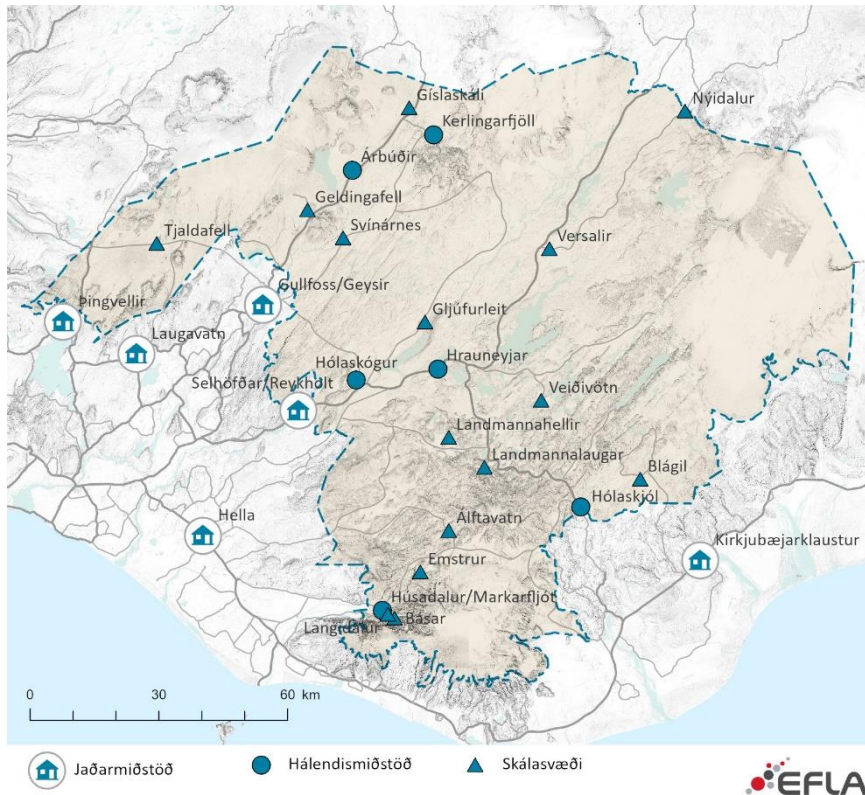 Gíslaskáli
Nýidalur
Kerlingarfjöll
Árbúðir
Geldingafell
Svínárnes
Tjaldafell
Versalir
Gullfoss/Geysir
Þingvellir
Gljúfurleit
Laugavatn
Hrauneyjar
Hólaskógur
Selhöfðar/Reykholt
Veiðivötn
Landmannahellir
Landmannalaugar
Blágil
Hólaskjól
Hella
Álftavatn
Kirkjubæjarklaustur
Emstrur
Húsadalur/Markarfljót
Langidalur
Básar
0 30 60 km
Jaðarmiðstöð Hálendismiðstöð Skálasvæði
EFLA